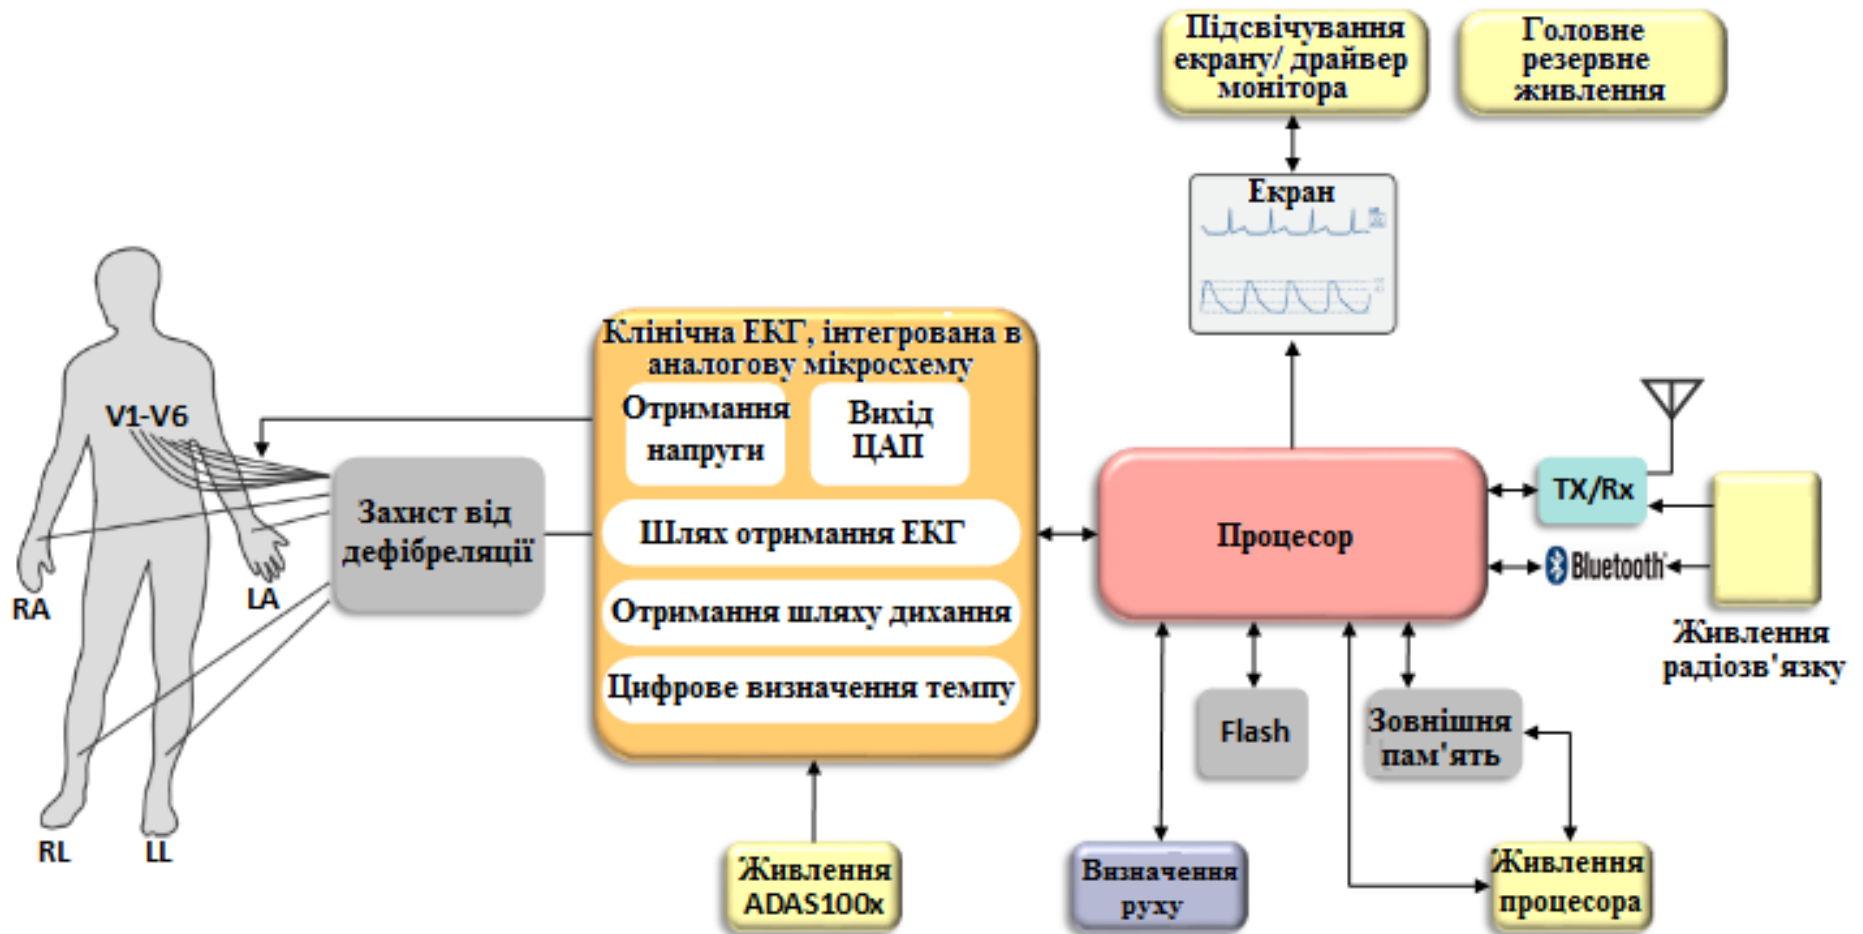 Підсвічування
екрану/ драйвер
монітора
Головне
резервне
живлення
Екран
Клінічна ЕКГ, інтегрована в
аналогову мікросхему
Отримання
напруги
Вихід
ЦАП
V1-V6
Захист від
дефібреляції
Шлях отримання ЕКГ
Отримання шляху дихання
Цифрове визначення темпу
RA
LA
RL
LL
Процесор
TX/Rx
Bluetooth
Живлення
радіозв'язку
Flash
Зовнішня
пам'ять
Живлення
ADAS100x
Визначення
руху
Живлення
процесора